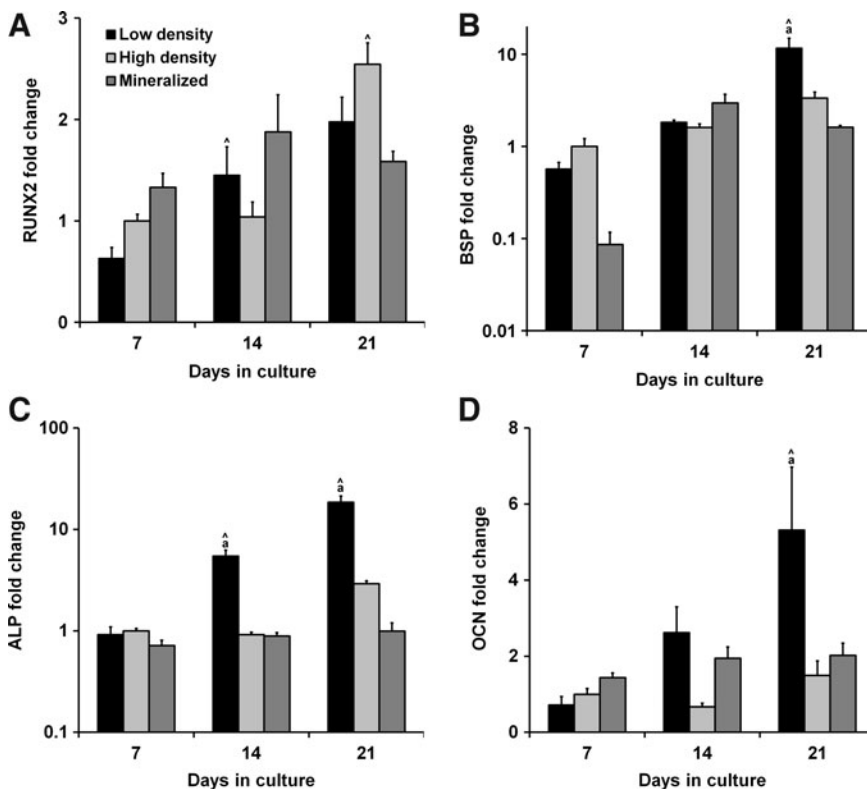 A
RUNX2 fold change
3
2
1
0
Low density
High density
Mineralized
^
^
7 14 21
Days in culture
B
BSP fold change
10
1
0.1
0.01
^
a
7 14 21
Days in culture
C
ALP fold change
100
10
1
0.1
^
a
^
a
7 14 21
Days in culture
D
OCN fold change
8
6
4
2
0
^
a
7 14 21
Days in culture